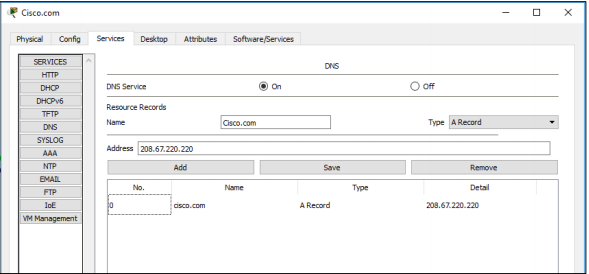 Cisco.com
Physical Config Services Desktop Attributes Software/Services
SERVICES
HTTP
DHCP
DHCPv6
TFTP
DNS
SYSLOG
AAA
NTP
EMAIL
FTP
IoE
VM Management
DNS
DNS Service On Off
Resource Records
Name Cisco.com Type A Record
Address 208.67.220.220
Add Save Remove
No. Name Type Detail
0 cisco.com A Record 208.67.220.220